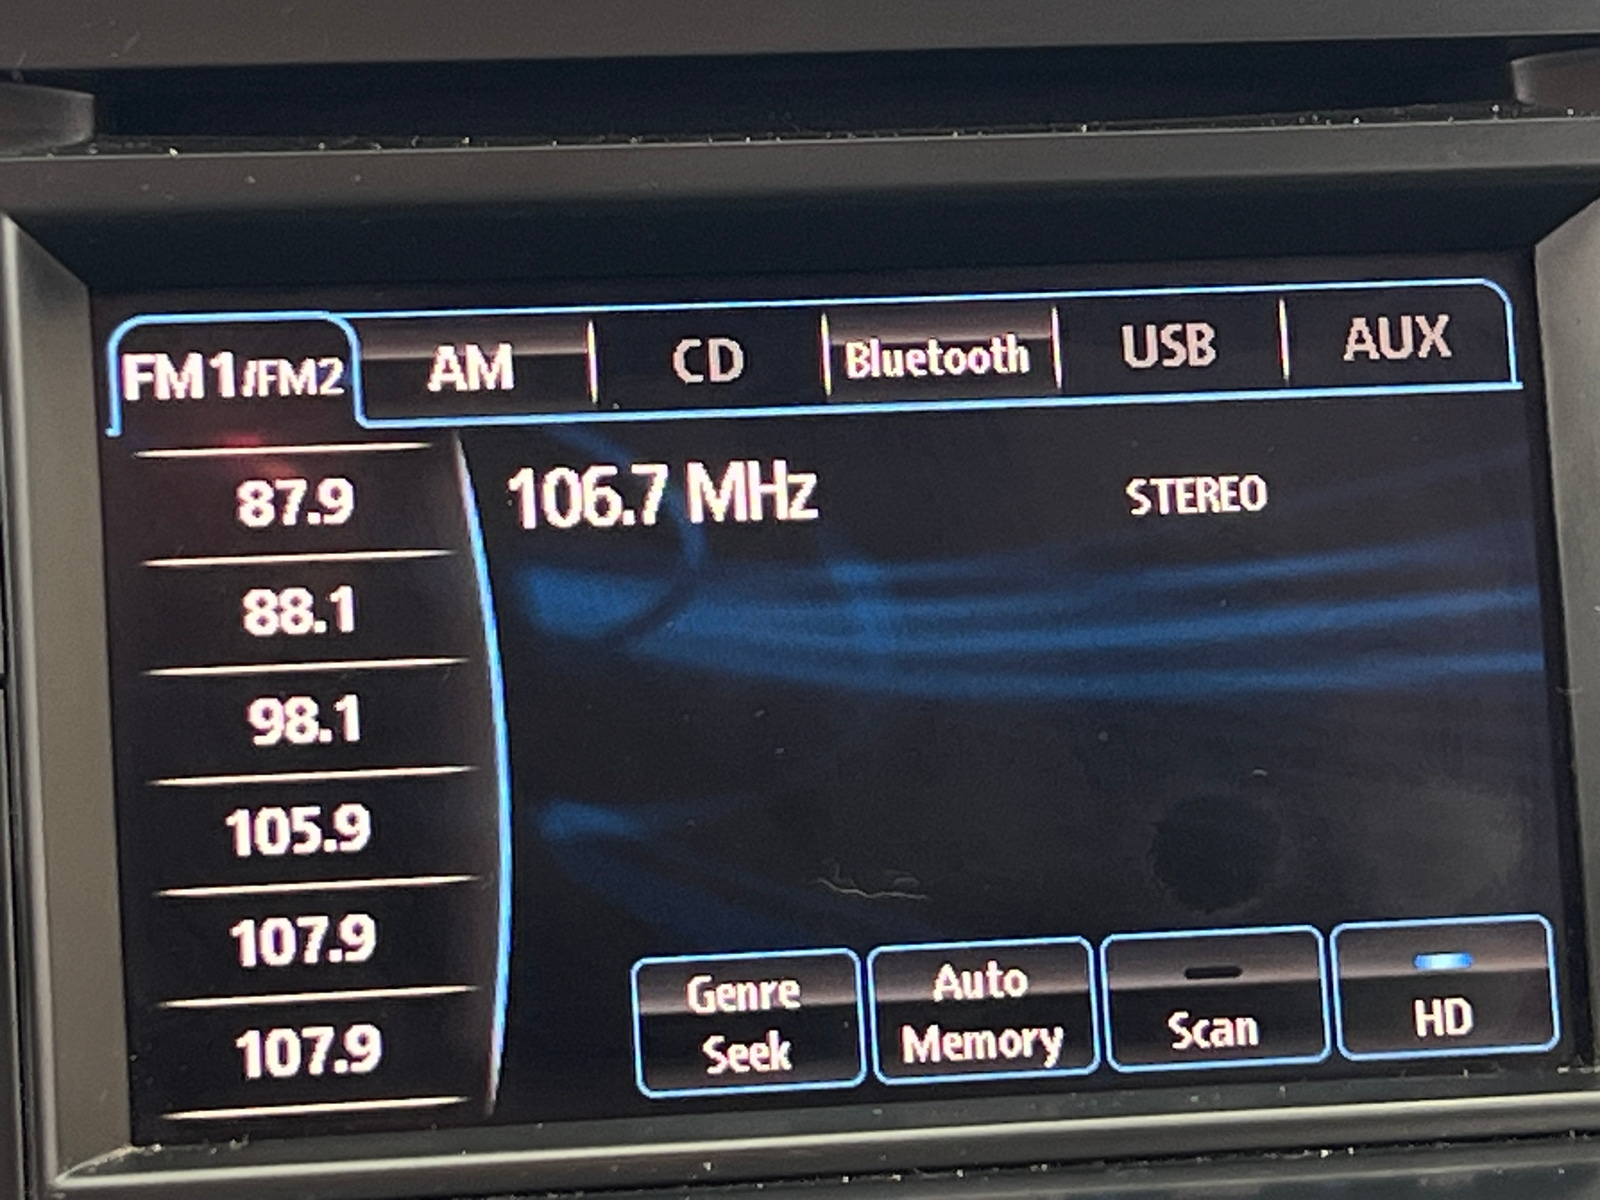 FM1/FM2 AM CD Bluetooth USB AUX
106.7 MHz STEREO
87.9
88.1
98.1
105.9
107.9
107.9
Genre
Seek
Auto
Memory
Scan
HD